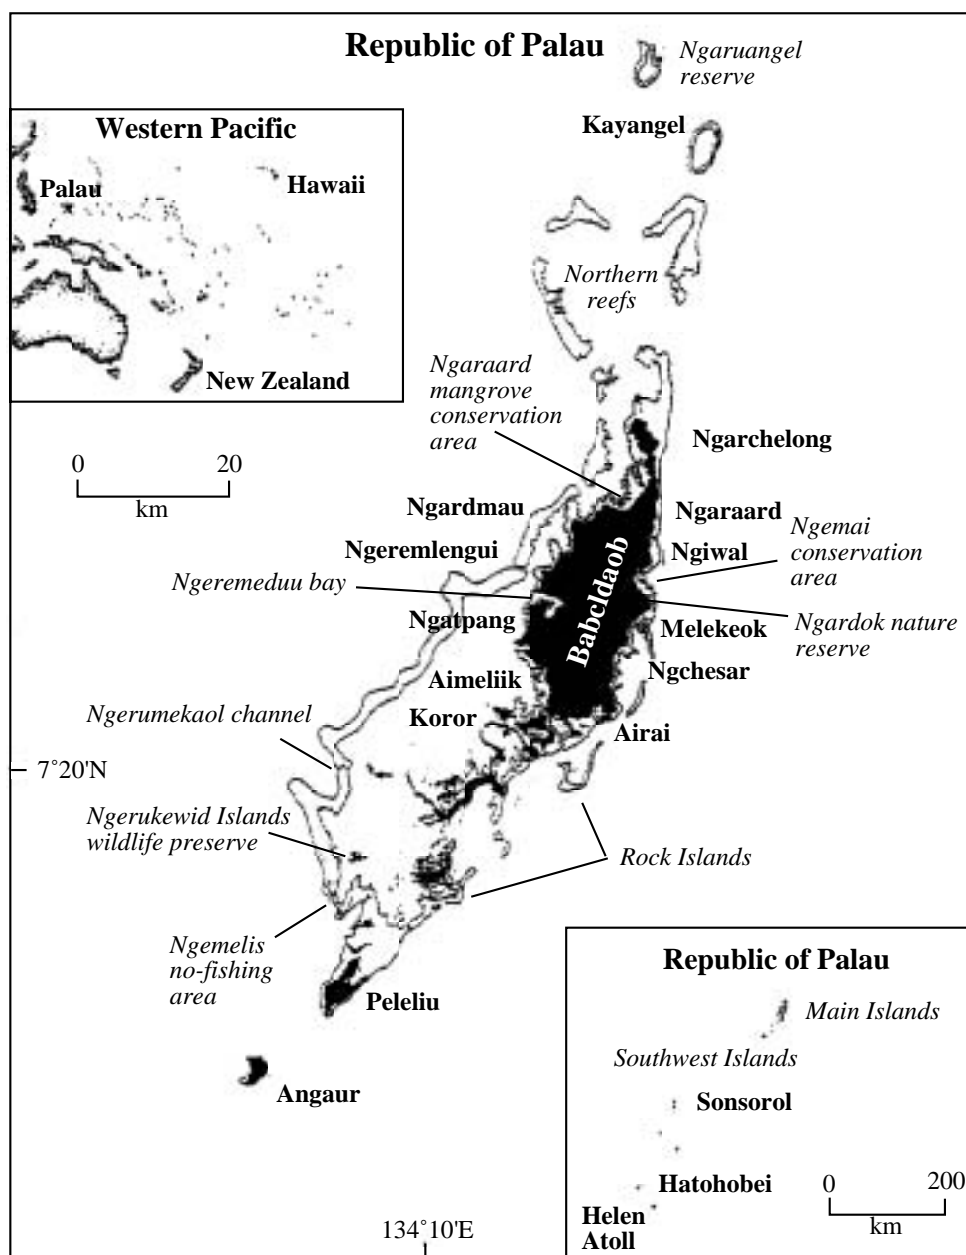 Republic of Palau
Ngaruangel
reserve
Kayangel
Western Pacific
Palau
Hawaii
New Zealand
Northern
reefs
Ngaraard
mangrove
conservation
area
0 20
km
Ngarchelong
Ngardmau
Ngaraard
Ngeremlengui
Ngiwal
Ngemai
conservation
area
Ngeremeduu bay
Ngatpang
Babcldaob
Melekeok
Ngardok nature
reserve
Ngchesar
Aimeliik
Koror
Airai
Ngerumekaol channel
7°20'N
Ngerukewid Islands
wildlife preserve
Rock Islands
Ngemelis
no-fishing
area
Peleliu
Angaur
134°10'E
Republic of Palau
Main Islands
Southwest Islands
Sonsorol
Hatohobei
Helen
Atoll
0 200
km